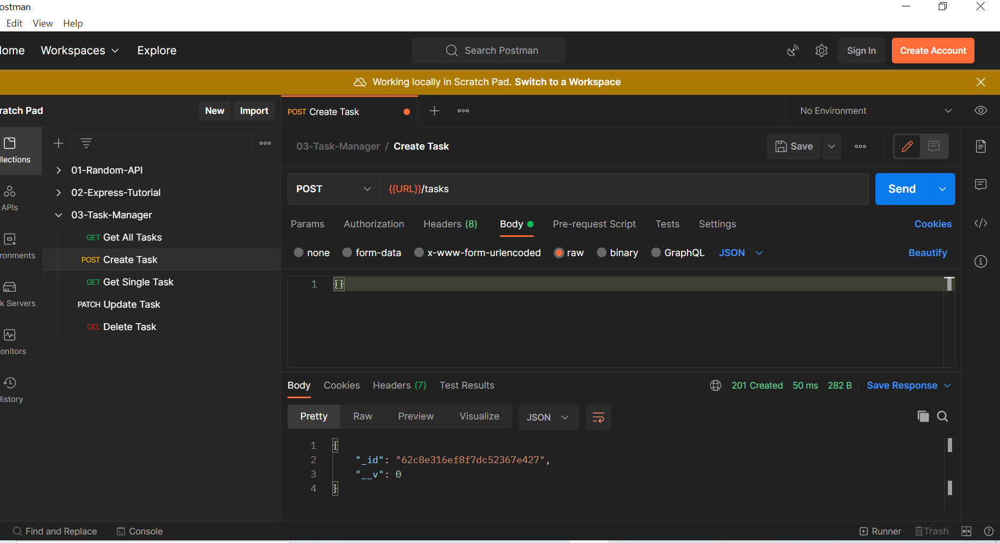 ostman
Edit View Help
Home Workspaces Explore Search Postman Sign In Create Account
Working locally in Scratch Pad. Switch to a Workspace
ratch Pad New Import POST Create Task No Environment
03-Task-Manager / Create Task Save
llections
01-Random-API
02-Express-Tutorial
03-Task-Manager
GET Get All Tasks
POST Create Task
GET Get Single Task
PATCH Update Task
DEL Delete Task
APIs
ronments
k Servers
onitors
History
POST {{URL}}/tasks Send
Params Authorization Headers (8) Body Pre-request Script Tests Settings Cookies
none form-data x-www-form-urlencoded raw binary GraphQL JSON Beautify
1 {}
Body Cookies Headers (7) Test Results 201 Created 50 ms 282 B Save Response
Pretty Raw Preview Visualize JSON
1 {
2 "_id": "62c8e316ef8f7dc52367e427",
3 "__v": 0
4 }
Find and Replace Console Runner Trash